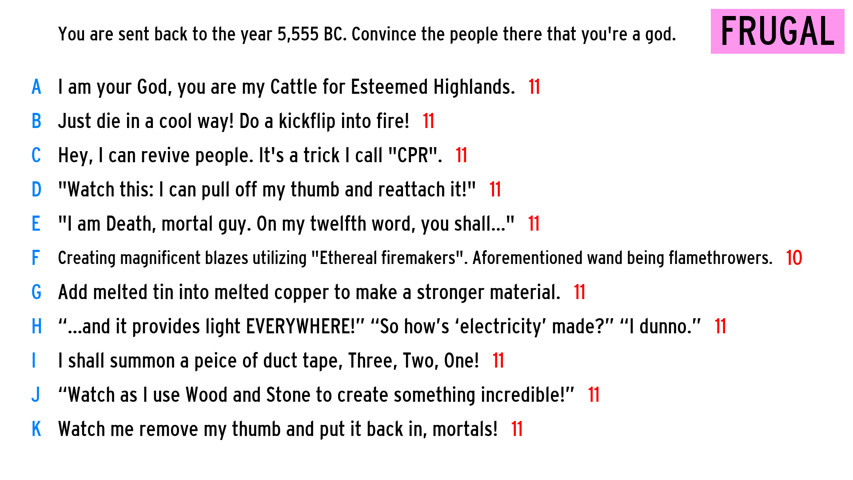 You are sent back to the year 5,555 BC. Convince the people there that you're a god.
FRUGAL
A I am your God, you are my Cattle for Esteemed Highlands. 11
B Just die in a cool way! Do a kickflip into fire! 11
C Hey, I can revive people. It's a trick I call "CPR". 11
D "Watch this: I can pull off my thumb and reattach it!" 11
E "I am Death, mortal guy. On my twelfth word, you shall..." 11
F Creating magnificent blazes utilizing "Ethereal firemakers". Aforementioned wand being flamethrowers. 10
G Add melted tin into melted copper to make a stronger material. 11
H “...and it provides light EVERYWHERE!” “So how’s ‘electricity’ made?” “I dunno.” 11
I I shall summon a peice of duct tape, Three, Two, One! 11
J “Watch as I use Wood and Stone to create something incredible!” 11
K Watch me remove my thumb and put it back in, mortals! 11